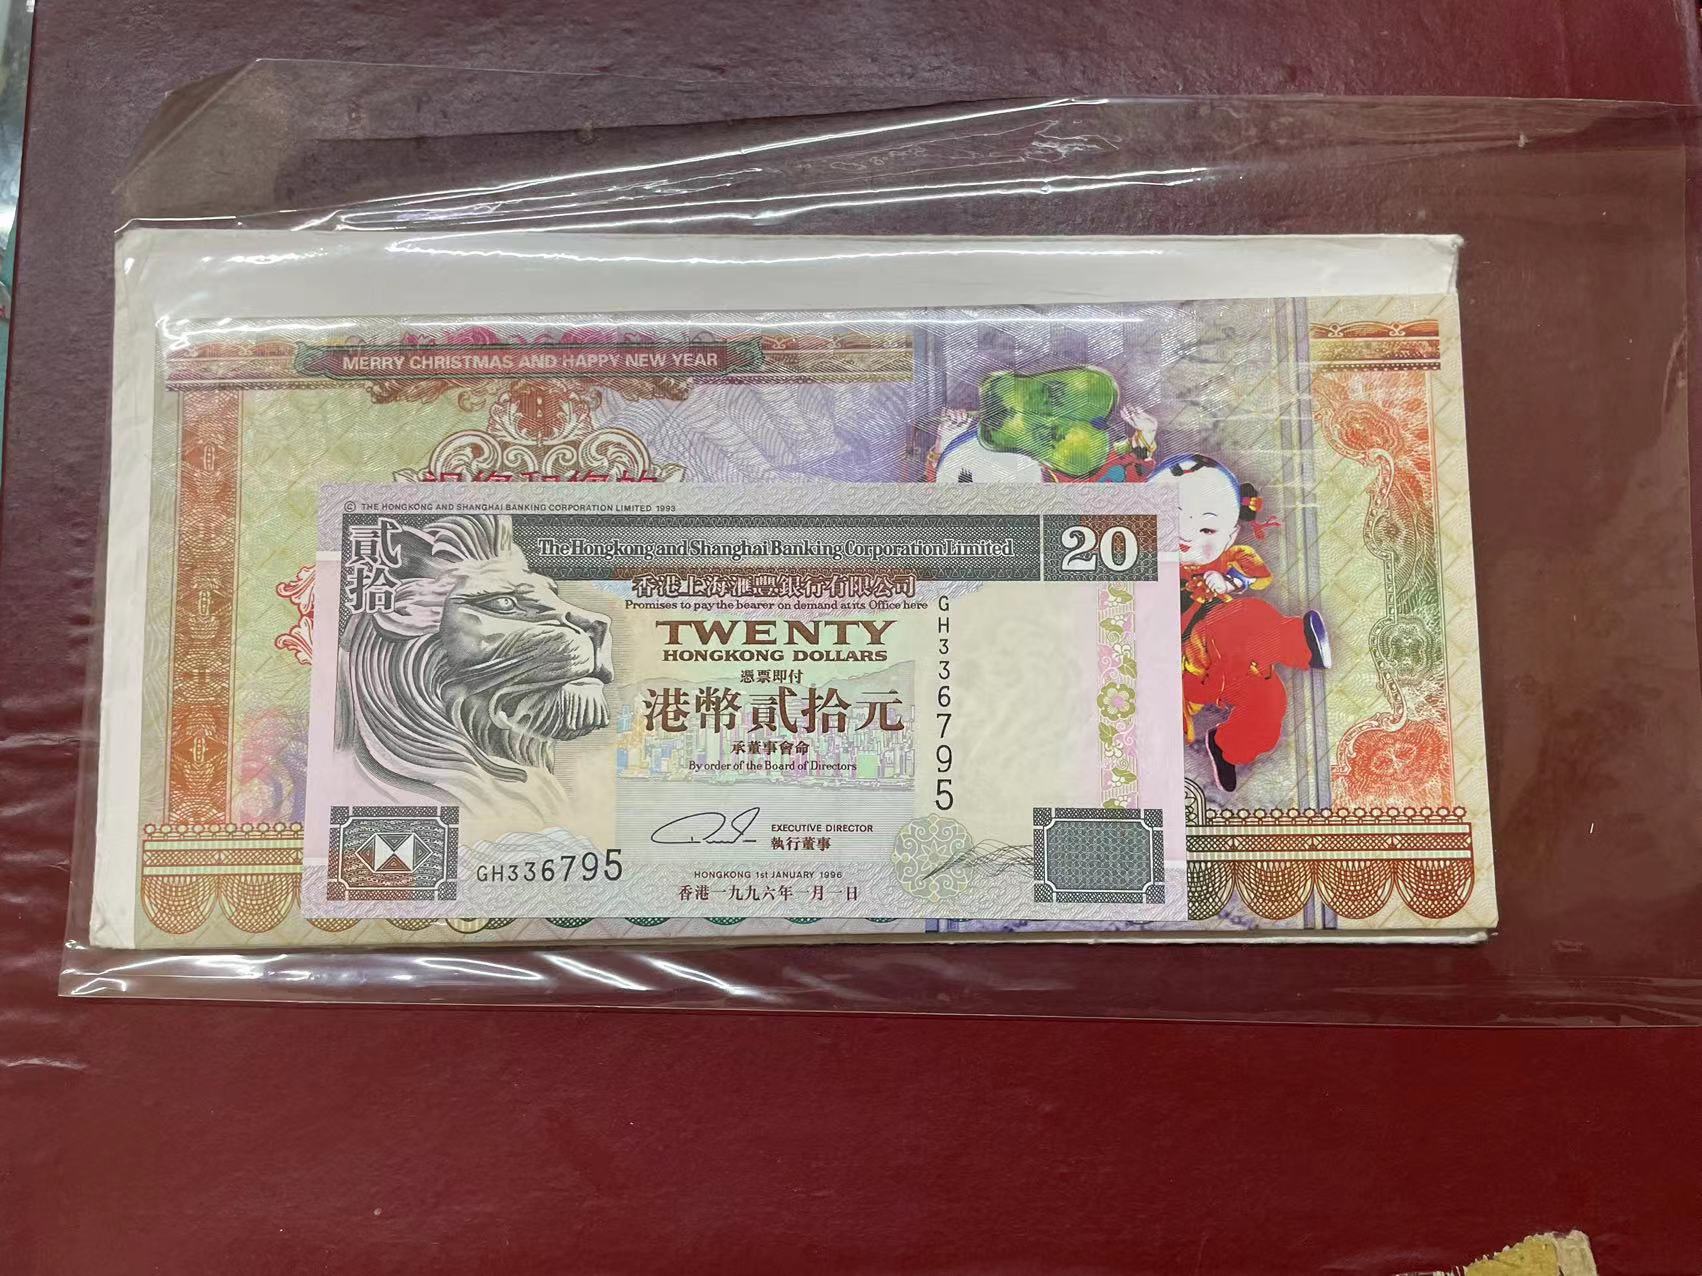 MERRY CHRISTMAS AND HAPPY NEW YEAR
© THE HONGKONG AND SHANGHAI BANKING CORPORATION LIMITED 1993
貳拾
The Hongkong and Shanghai Banking Corporation Limited
20
香港上海滙豐銀行有限公司
Promises to pay the bearer on demand at its Office here
TWENTY
HONGKONG DOLLARS
憑票即付
港幣貳拾元
承董事會命
By order of the Board of Directors
GH336795
EXECUTIVE DIRECTOR
執行董事
GH336795
HONGKONG 1st JANUARY 1996
香港一九九六年一月一日